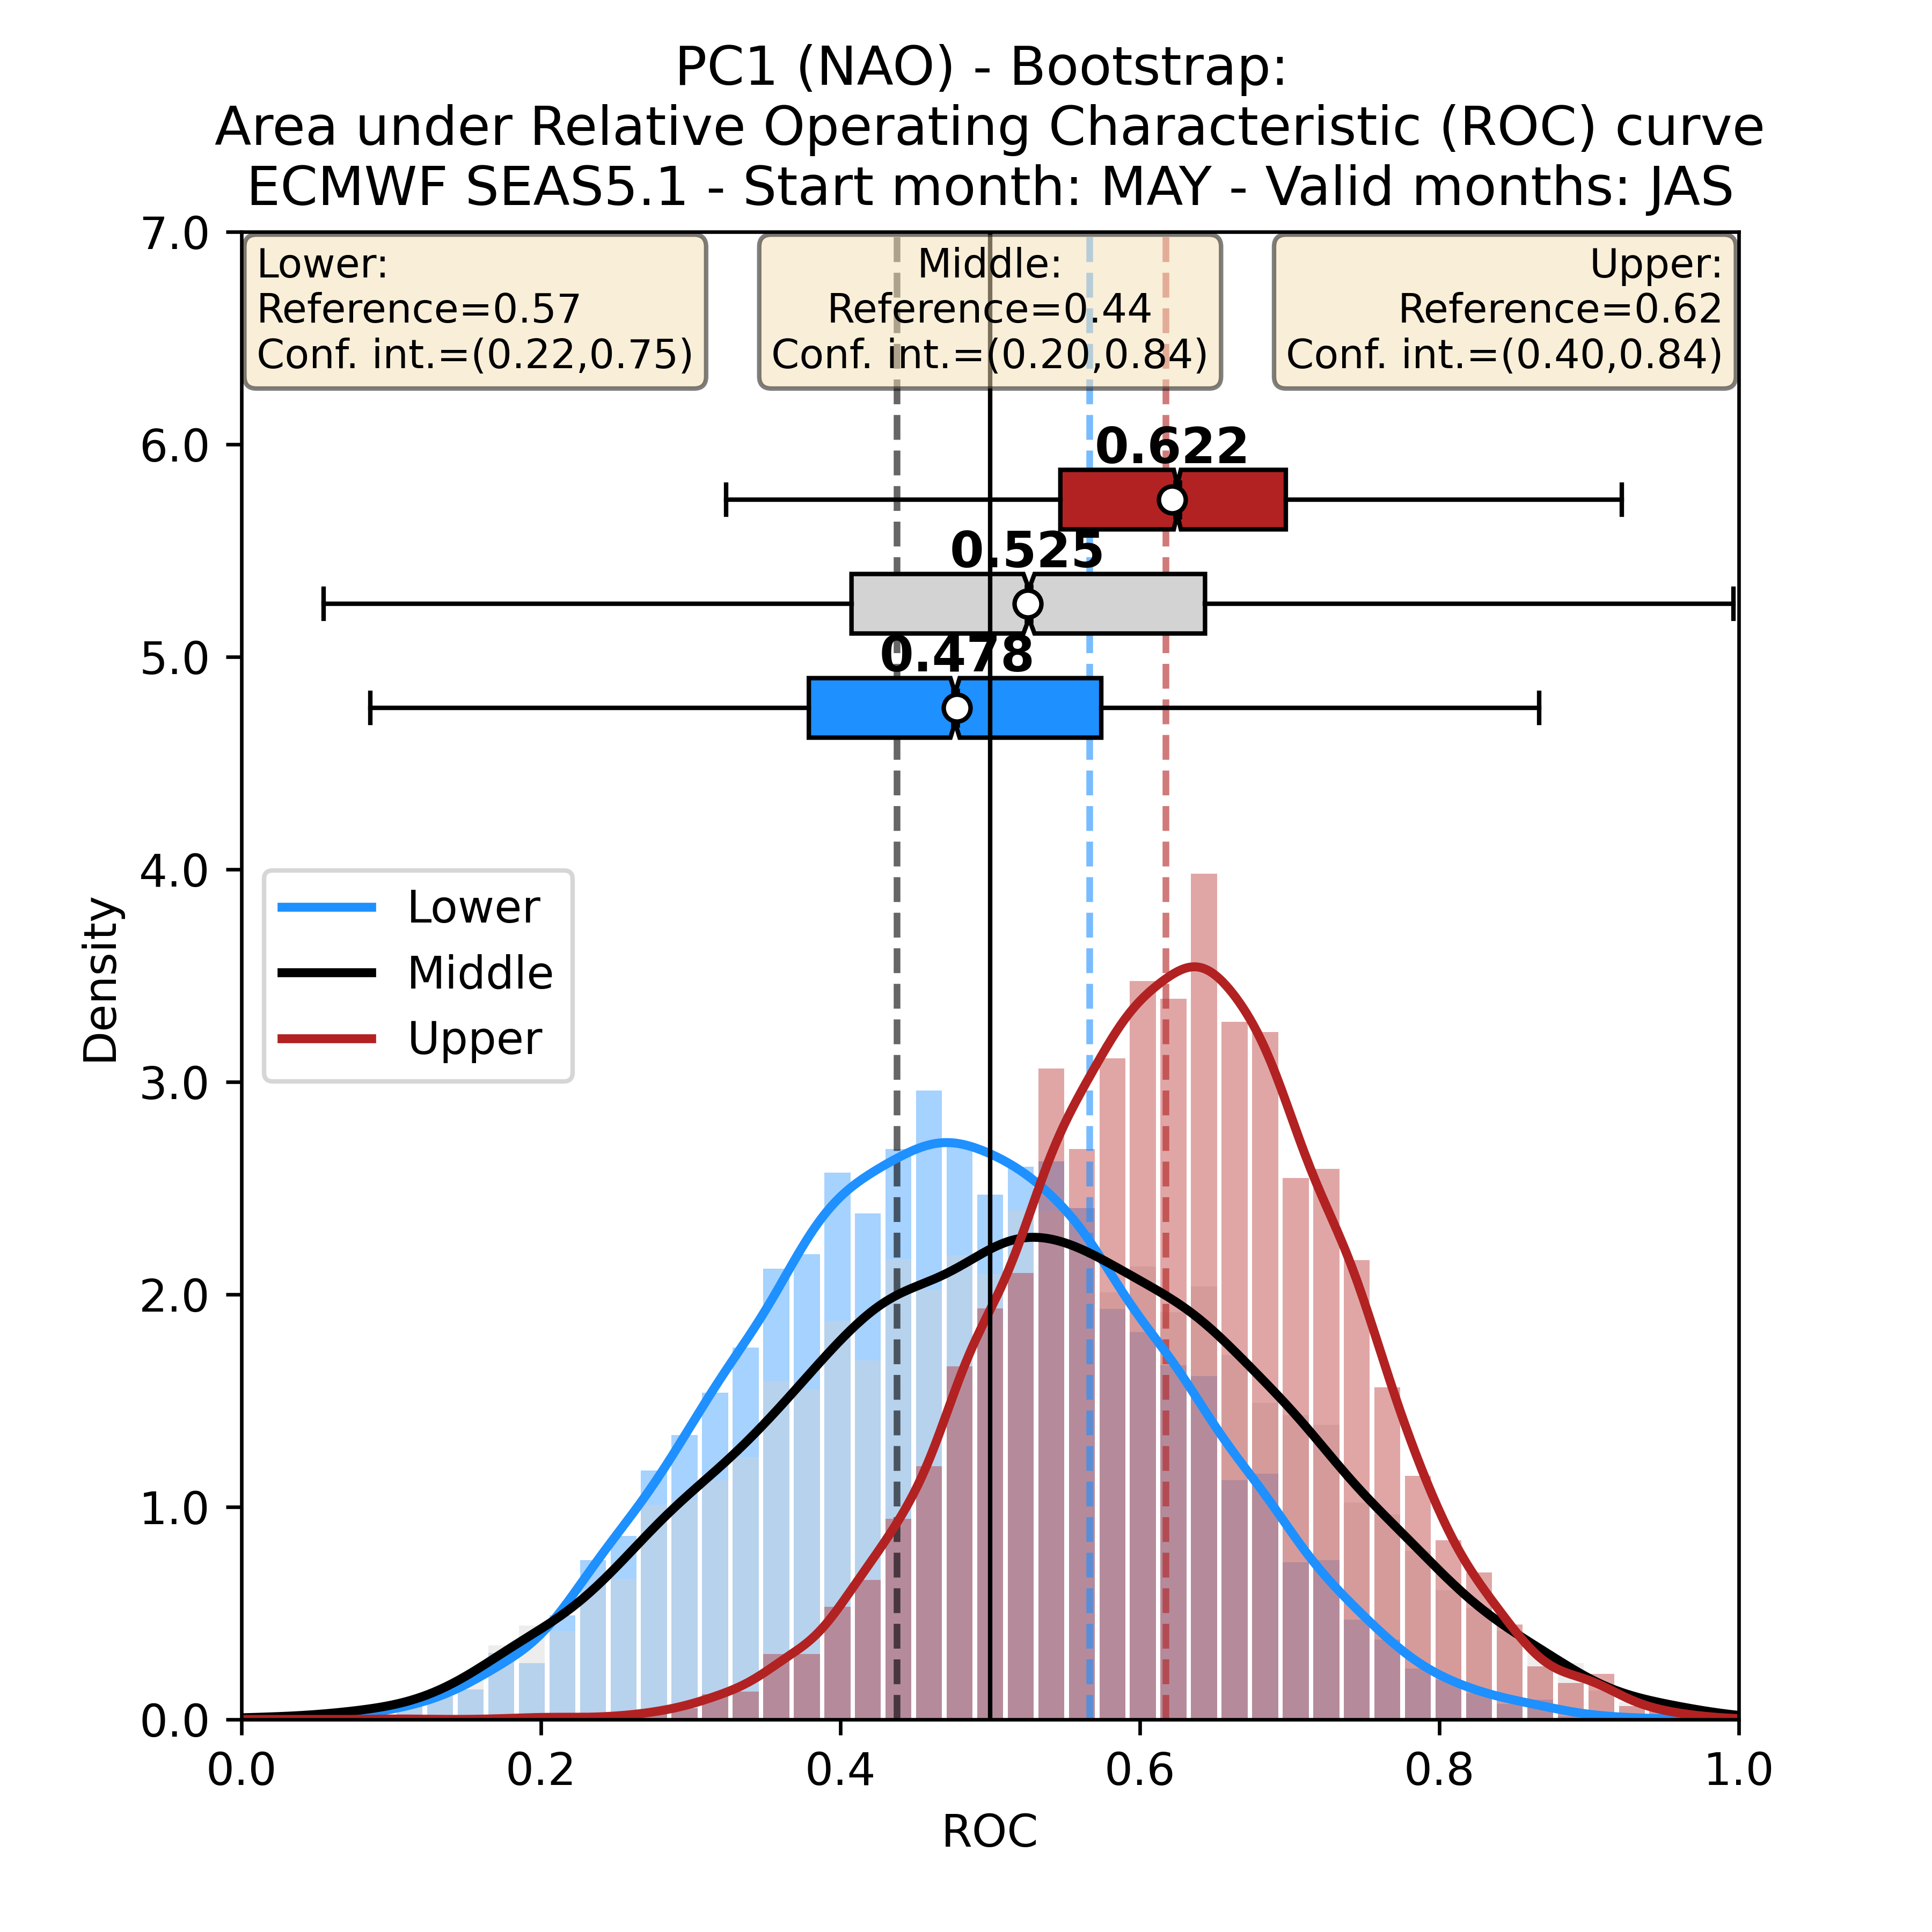 PC1 (NAO) - Bootstrap:
Area under Relative Operating Characteristic (ROC) curve
ECMWF SEAS5.1 - Start month: MAY - Valid months: JAS
7.0
Lower:
Reference=0.57
Conf. int.=(0.22,0.75)
Middle:
Reference=0.44
Conf. int.=(0.20,0.84)
Upper:
Reference=0.62
Conf. int.=(0.40,0.84)
6.0
0.622
0.525
5.0
0.478
4.0
Lower
Middle
Upper
Density
3.0
2.0
1.0
0.0
0.0 0.2 0.4 0.6 0.8 1.0
ROC